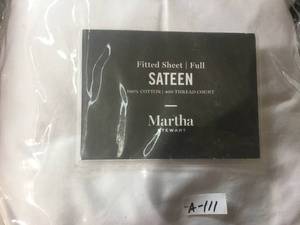 Fitted Sheet | Full
SATEEN
100% COTTON | 400 THREAD COUNT
Martha
STEWART
-A-111